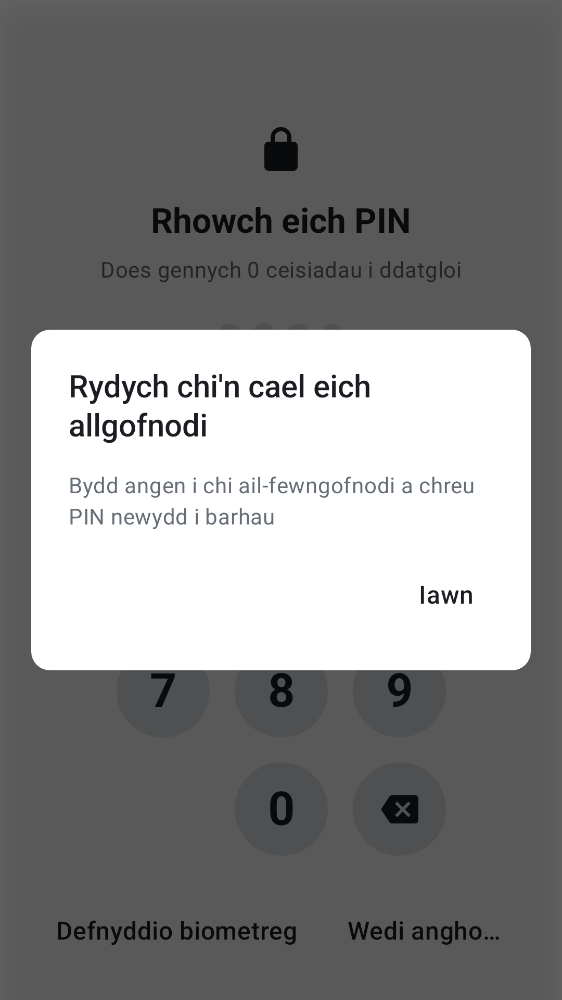 Rhowch eich PIN
Does gennych 0 ceisiadau i ddatgloi
Rydych chi'n cael eich
allgofnodi
Bydd angen i chi ail-fewngofnodi a chreu
PIN newydd i barhau
Iawn
7 8 9
0
Defnyddio biometreg Wedi angho...